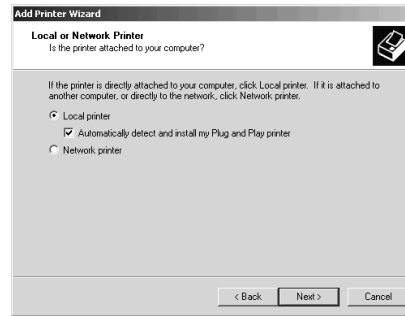 Add Printer Wizard
Local or Network Printer
Is the printer attached to your computer?
If the printer is directly attached to your computer, click Local printer. If it is attached to
another computer, or directly to the network, click Network printer.
Local printer
Automatically detect and install my Plug and Play printer
Network printer
< Back
Next >
Cancel